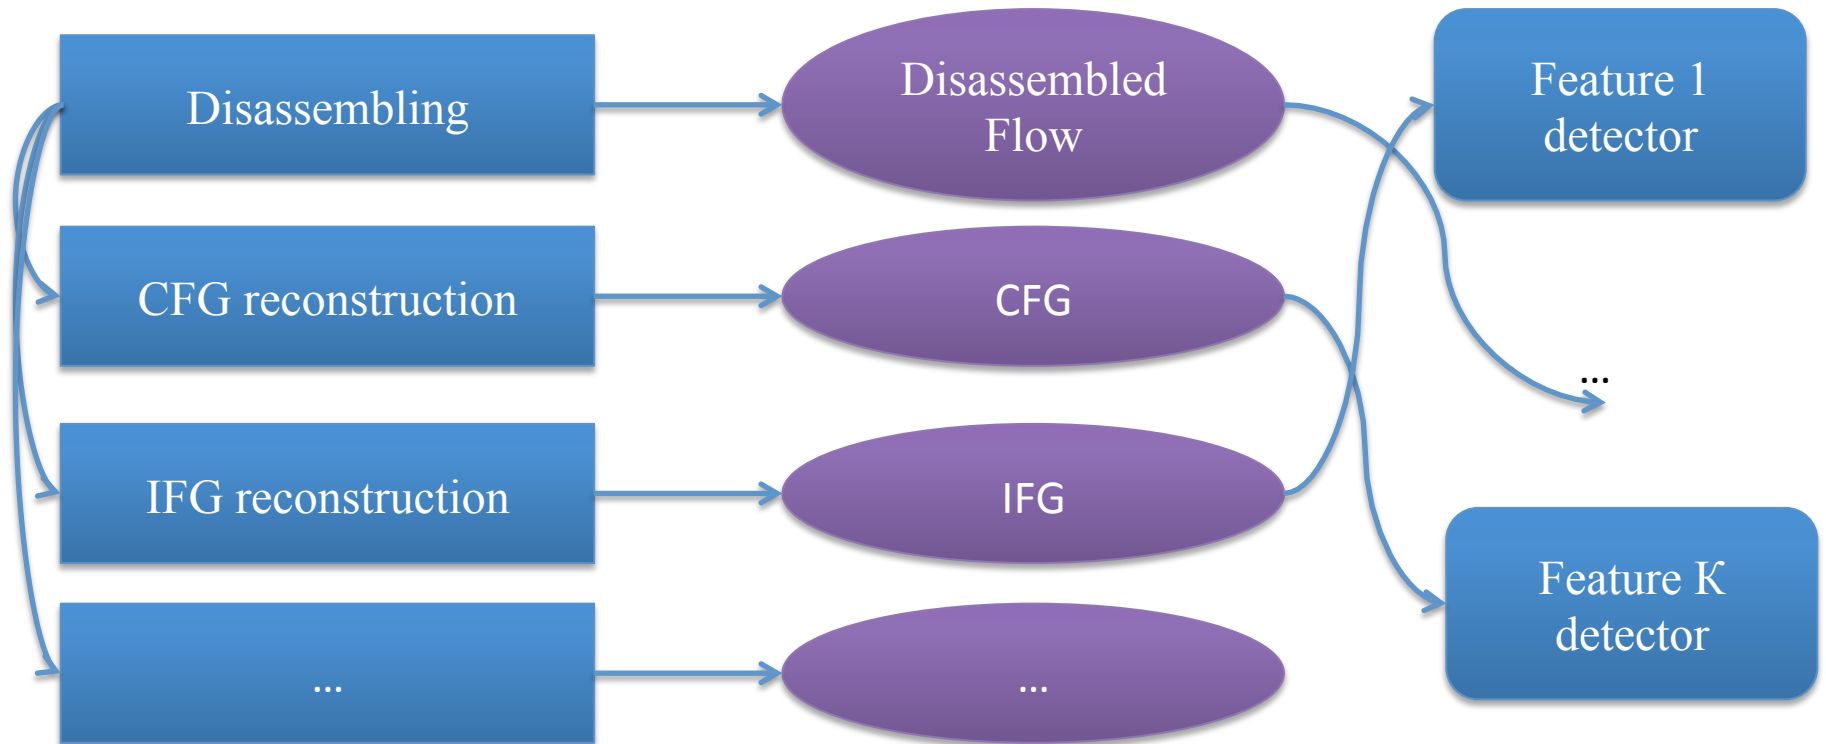 Disassembling
Disassembled
Flow
Feature 1
detector
CFG reconstruction
CFG
...
IFG reconstruction
IFG
Feature К
detector
...
...